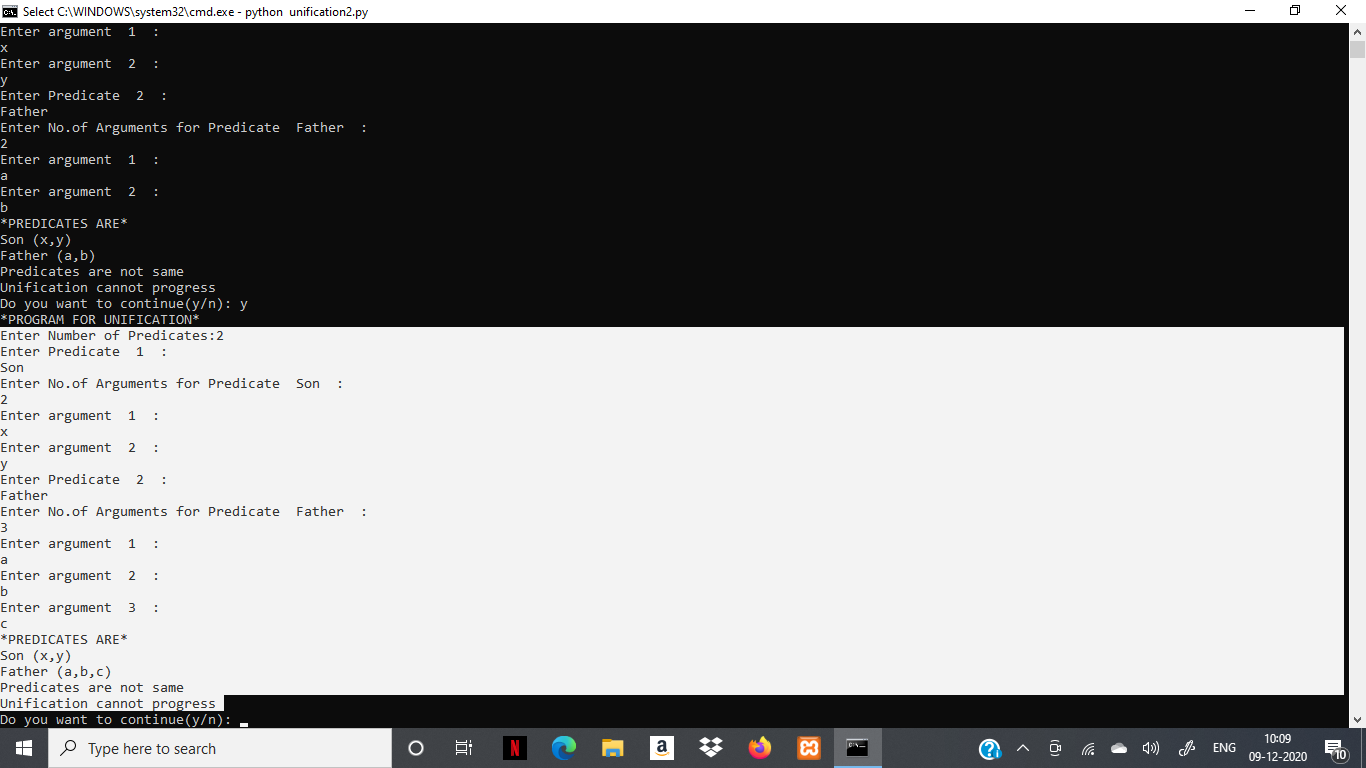 Select C:\WINDOWS\system32\cmd.exe - python  unification2.py
Enter argument  1  :
x
Enter argument  2  :
y
Enter Predicate  2  :
Father
Enter No.of Arguments for Predicate  Father  :
2
Enter argument  1  :
a
Enter argument  2  :
b
*PREDICATES ARE*
Son (x,y)
Father (a,b)
Predicates are not same
Unification cannot progress
Do you want to continue(y/n): y
*PROGRAM FOR UNIFICATION*
Enter Number of Predicates:2
Enter Predicate  1  :
Son
Enter No.of Arguments for Predicate  Son  :
2
Enter argument  1  :
x
Enter argument  2  :
y
Enter Predicate  2  :
Father
Enter No.of Arguments for Predicate  Father  :
3
Enter argument  1  :
a
Enter argument  2  :
b
Enter argument  3  :
c
*PREDICATES ARE*
Son (x,y)
Father (a,b,c)
Predicates are not same
Unification cannot progress
Do you want to continue(y/n):
Type here to search
ENG
10:09
09-12-2020
10